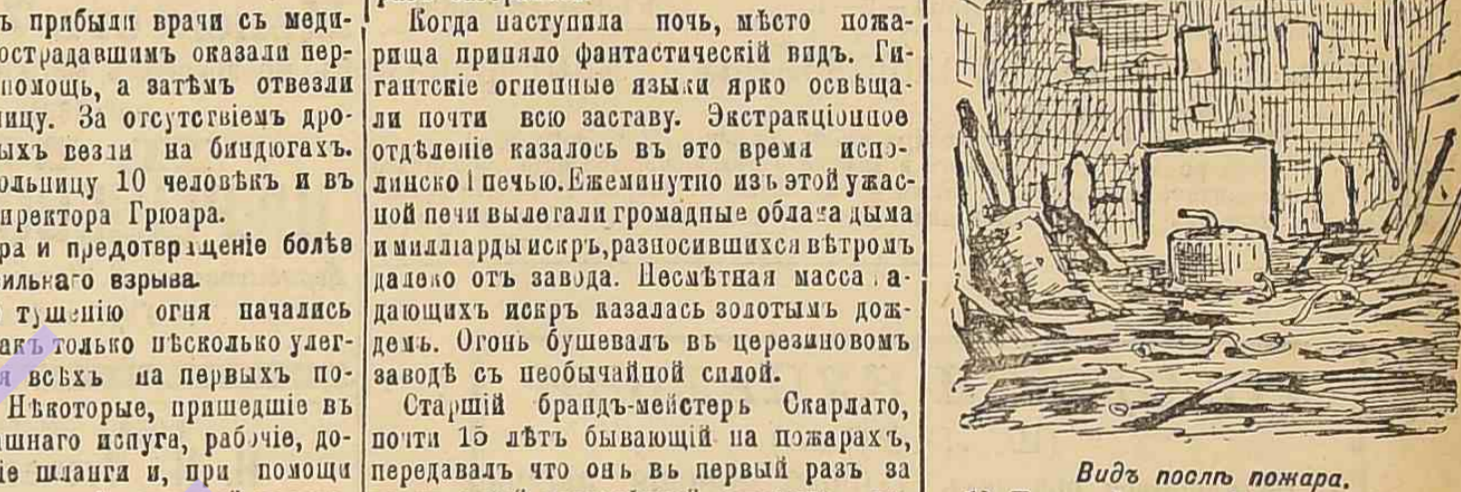 ъ прибыли врачи съ меди-
острадавшимъ оказали пер-
помощь, а затѣмъ отвезли
ницу. За отсутствіемъ дро-
ыхъ везли на биндюгахъ.
ольницу 10 человѣкъ и въ
иректора Грюара.
ра и предотвращеніе болѣе
сильнаго взрыва.
тушенію огня начались
акъ только нѣсколько улег-
я всѣхъ на первыхъ по-
Нѣкоторые, пришедшіе въ
ашнаго испуга, рабочіе, до-
іе шланги и, при помощи
Когда наступила ночь, мѣсто пожа-
рища приняло фантастическій видъ. Ги-
гантскіе огненные языки ярко освѣща-
ли почти всю заставу. Экстракціонное
отдѣленіе казалось въ это время испо-
линской печью. Ежеминутно изъ этой ужас-
ной печи вылетали громадные облака дыма
и милліарды искръ, разносившихся вѣтромъ
далеко отъ завода. Несмѣтная масса пa-
дающихъ искръ казалась золотымъ дож-
демъ. Огонь бушевалъ въ церезиновомъ
заводѣ съ необычайной силой.
Старшій брандъ-мейстеръ Скарлато,
почти 15 лѣтъ бывающій на пожарахъ,
передавалъ что онъ въ первый разъ за
Видъ послѣ пожара.